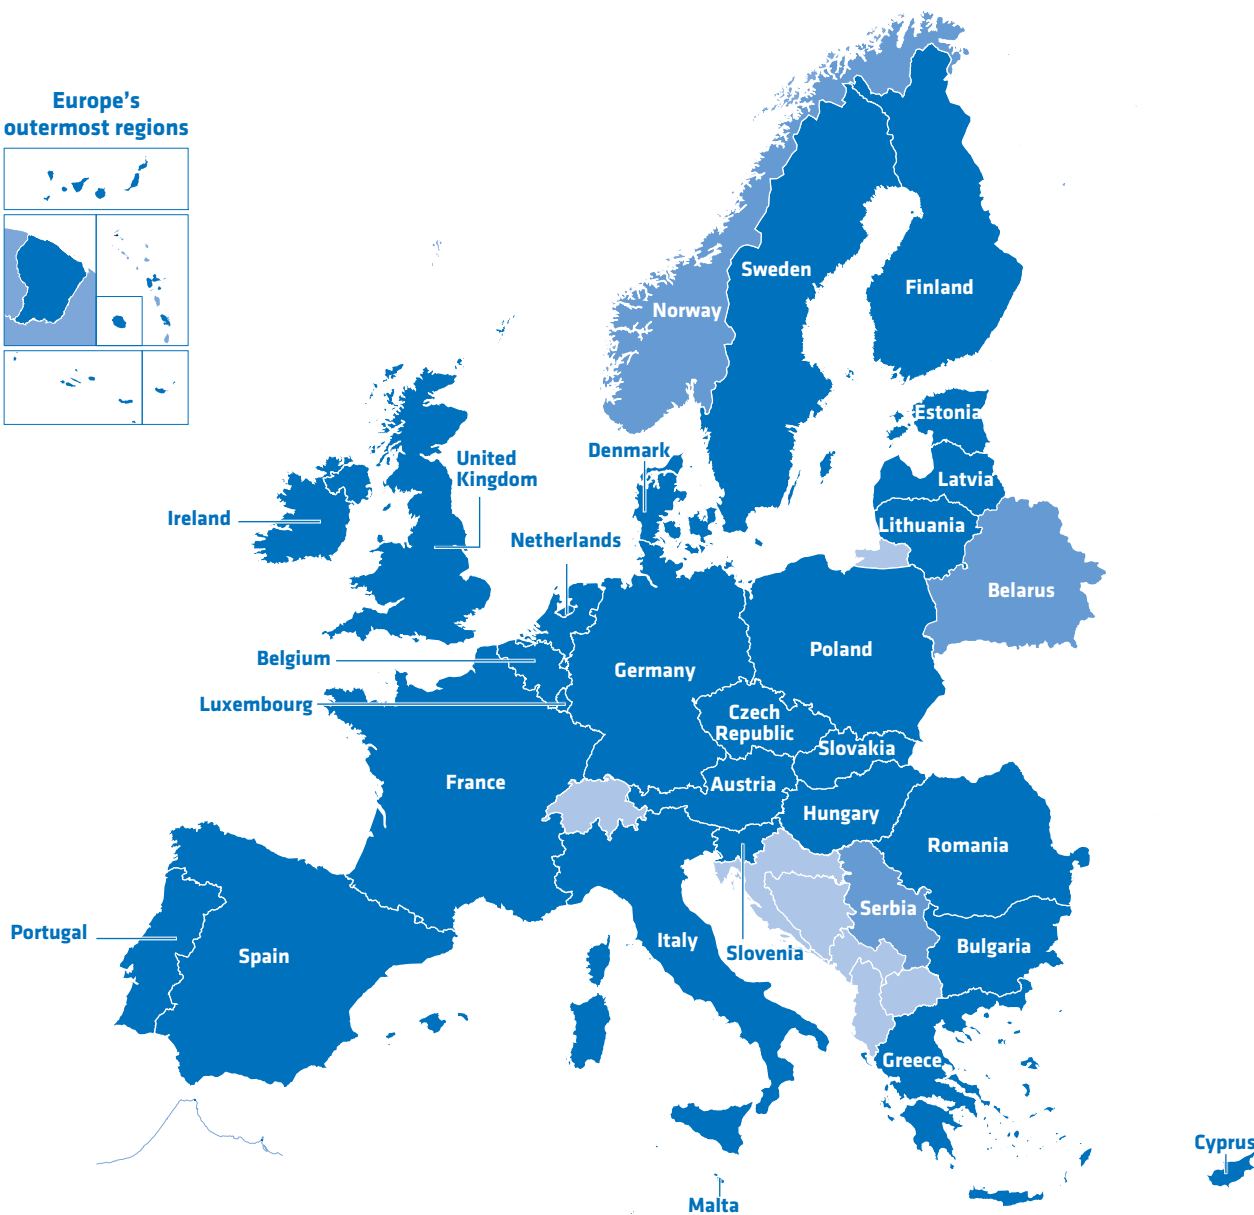 Europe's
outermost regions
Sweden
Finland
Norway
Estonia
Denmark
United
Kingdom
Latvia
Ireland
Lithuania
Netherlands
Belarus
Poland
Belgium
Germany
Luxembourg
Czech
Republic
Slovakia
France
Austria
Hungary
Romania
Serbia
Portugal
Italy
Bulgaria
Slovenia
Spain
Greece
Cyprus
Malta